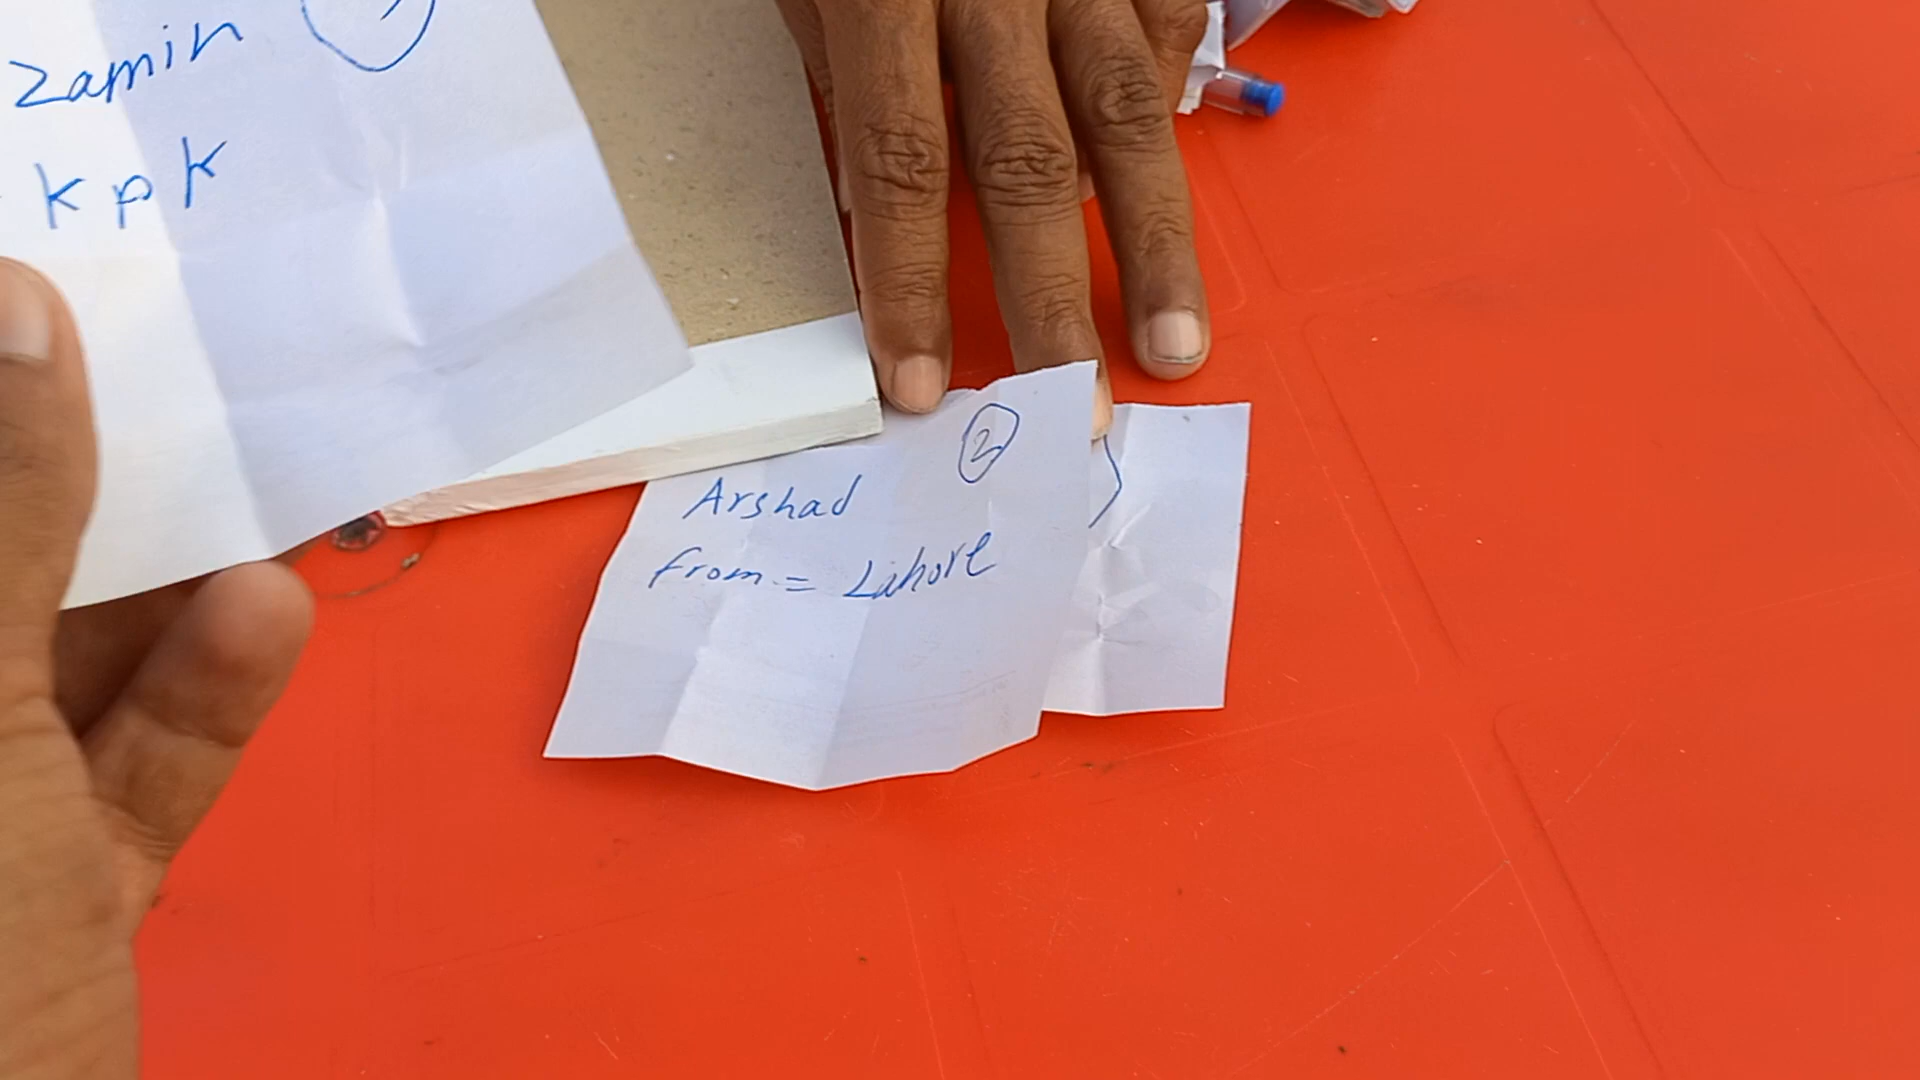 Zamin
kpk
2
Arshad
From = Lahore